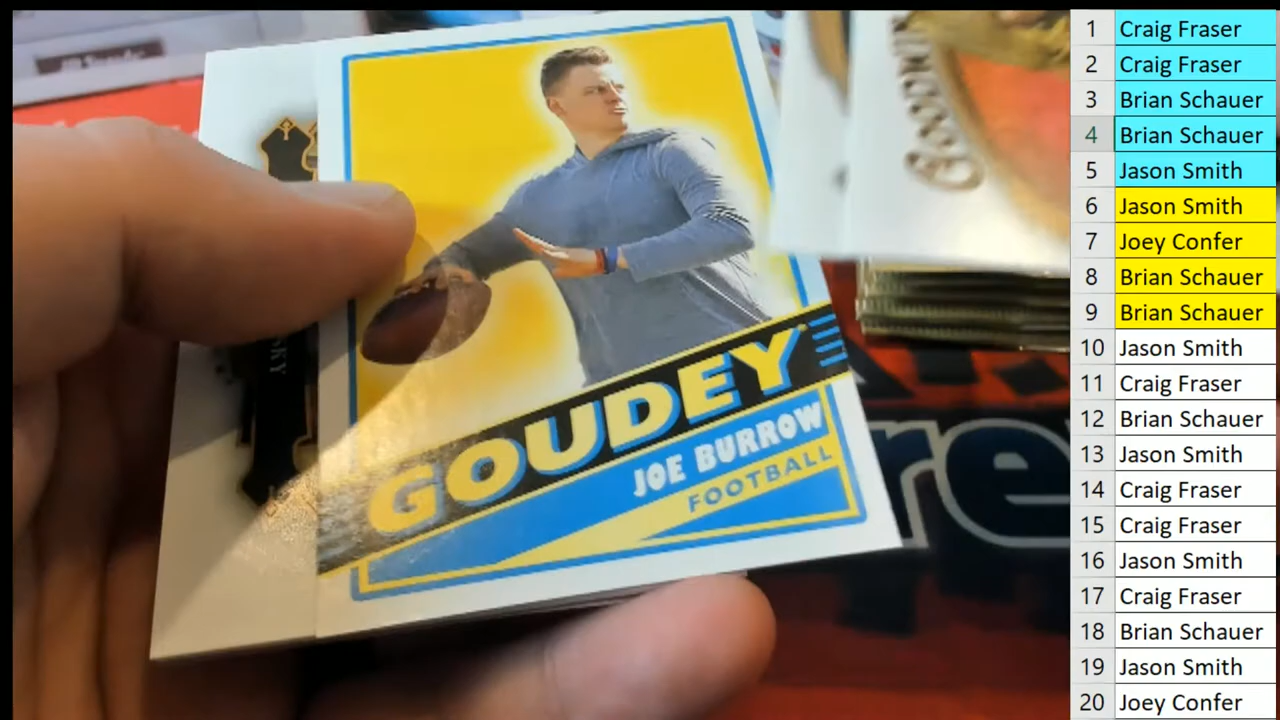 GOUDEY
JOE BURROW
FOOTBALL
SKY
Goudey
re
1 Craig Fraser
2 Craig Fraser
3 Brian Schauer
4 Brian Schauer
5 Jason Smith
6 Jason Smith
7 Joey Confer
8 Brian Schauer
9 Brian Schauer
10 Jason Smith
11 Craig Fraser
12 Brian Schauer
13 Jason Smith
14 Craig Fraser
15 Craig Fraser
16 Jason Smith
17 Craig Fraser
18 Brian Schauer
19 Jason Smith
20 Joey Confer